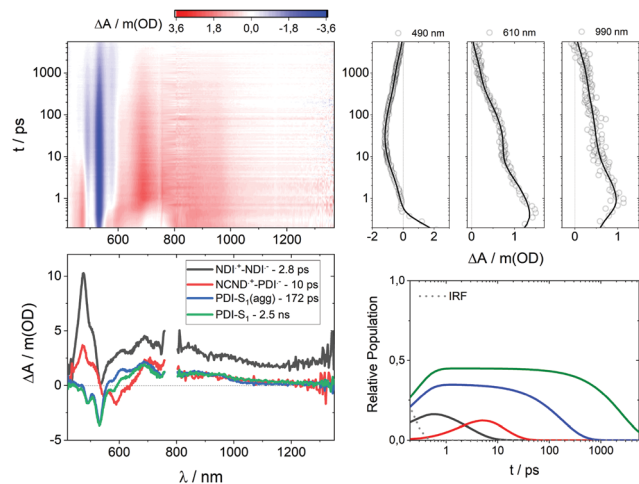 ΔA / m(OD)
3,6 1,8 0,0 -1,8 -3,6
t / ps
1000
100
10
1
600 800 1000 1200
490 nm
610 nm
990 nm
1000
100
10
1
-2 0 2
0 1
0 1
ΔA / m(OD)
ΔA / m(OD)
10
5
0
-5
NDI·⁺-NDI·⁻ - 2.8 ps
NCND·⁺-PDI·⁻ - 10 ps
PDI-S₁(agg) - 172 ps
PDI-S₁ - 2.5 ns
600 800 1000 1200
λ / nm
Relative Population
1,0
0,5
0,0
IRF
1 10 100 1000
t / ps